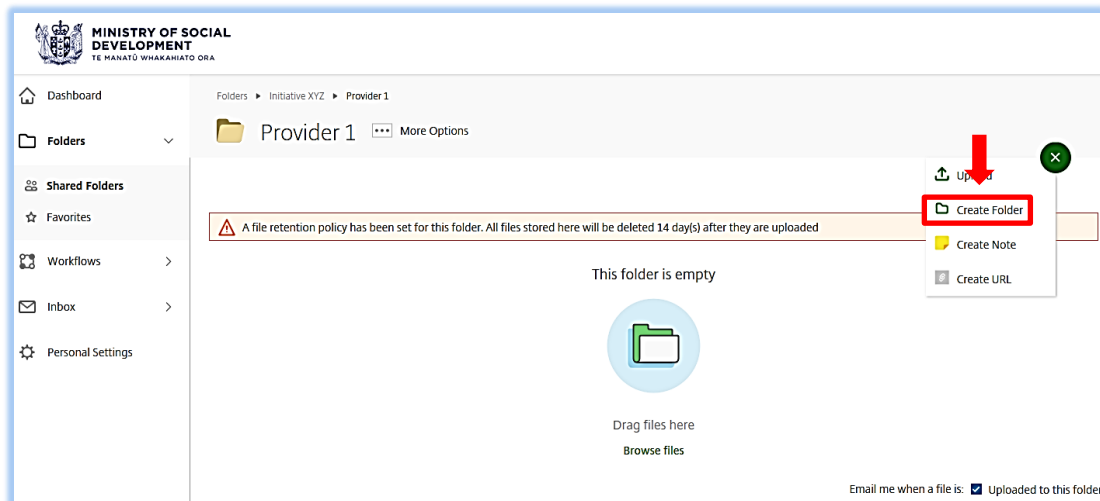 MINISTRY OF SOCIAL
DEVELOPMENT
TE MANATŪ WHAKAHIATO ORA
Dashboard
Folders
Shared Folders
Favorites
Workflows
Inbox
Personal Settings
Folders ▸ Initiative XYZ ▸ Provider 1
Provider 1 ••• More Options
Upload
Create Folder
Create Note
Create URL
A file retention policy has been set for this folder. All files stored here will be deleted 14 day(s) after they are uploaded
This folder is empty
Drag files here
Browse files
Email me when a file is: Uploaded to this folder